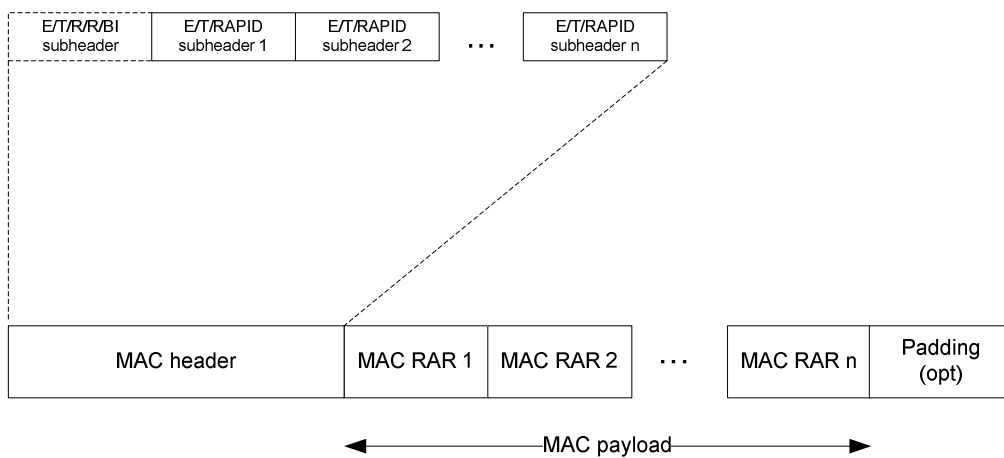 E/T/R/R/BI
subheader
E/T/RAPID
subheader 1
E/T/RAPID
subheader 2
...
E/T/RAPID
subheader n
MAC header
MAC RAR 1
MAC RAR 2
...
MAC RAR n
Padding
(opt)
MAC payload